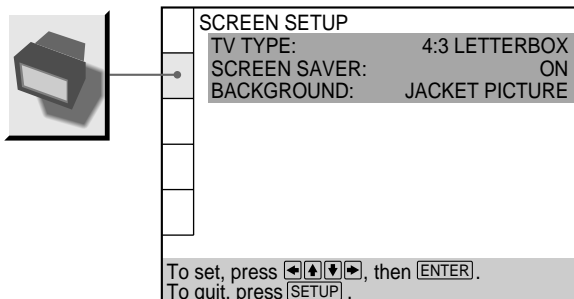 SCREEN SETUP
TV TYPE: 4:3 LETTERBOX
SCREEN SAVER: ON
BACKGROUND: JACKET PICTURE
To set, press ←↑↓→, then ENTER.
To quit, press SETUP.